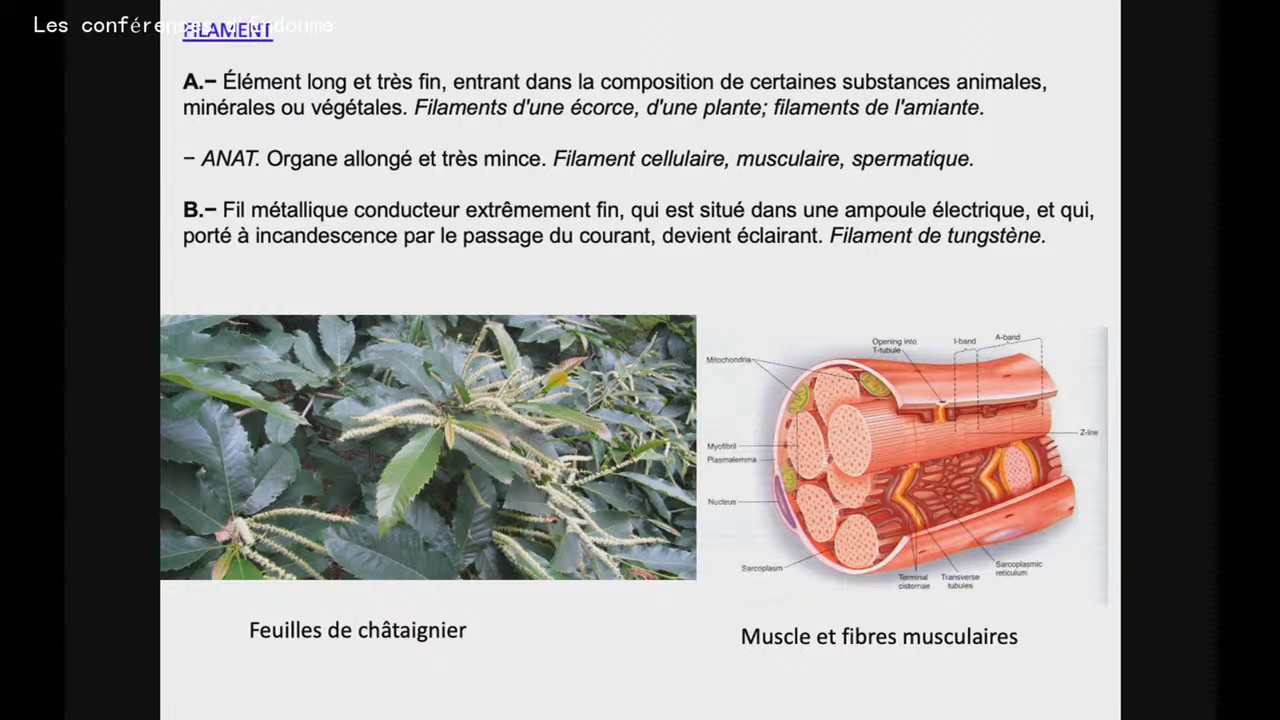 Les conférences d'Endoume
FILAMENT
A.– Élément long et très fin, entrant dans la composition de certaines substances animales,
minérales ou végétales. Filaments d'une écorce, d'une plante; filaments de l'amiante.
– ANAT. Organe allongé et très mince. Filament cellulaire, musculaire, spermatique.
B.– Fil métallique conducteur extrêmement fin, qui est situé dans une ampoule électrique, et qui,
porté à incandescence par le passage du courant, devient éclairant. Filament de tungstène.
Opening into
T-tubule
I-band
A-band
Mitochondria
Z-line
Myofibril
Plasmalemma
Nucleus
Sarcoplasm
Terminal
cisternae
Transverse
tubules
Sarcoplasmic
reticulum
Feuilles de châtaignier
Muscle et fibres musculaires